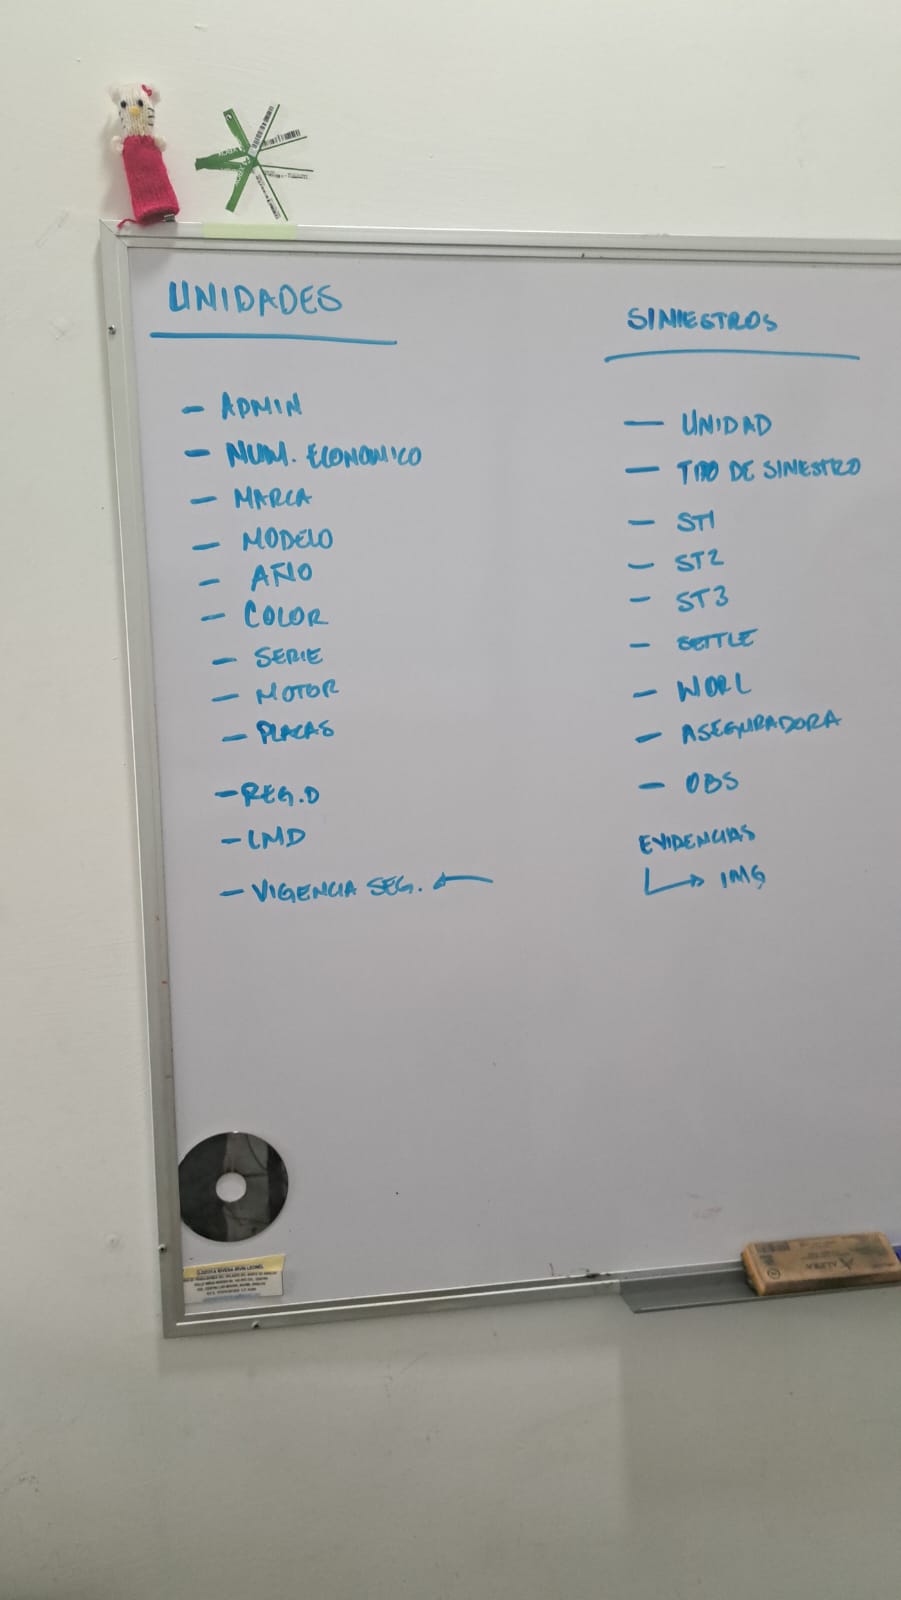 UNIDADES
- ADMIN
- NUM. ECONOMICO
- MARCA
- MODELO
- AÑO
- COLOR
- SERIE
- MOTOR
- PLACAS
- REG.D
- LMD
- VIGENCIA SEG. ←
SINIESTROS
- UNIDAD
- TIPO DE SINIESTRO
- ST1
- ST2
- ST3
- SETTLE
- WORL
- ASEGURADORA
- OBS
EVIDENCIAS
↳ IMG